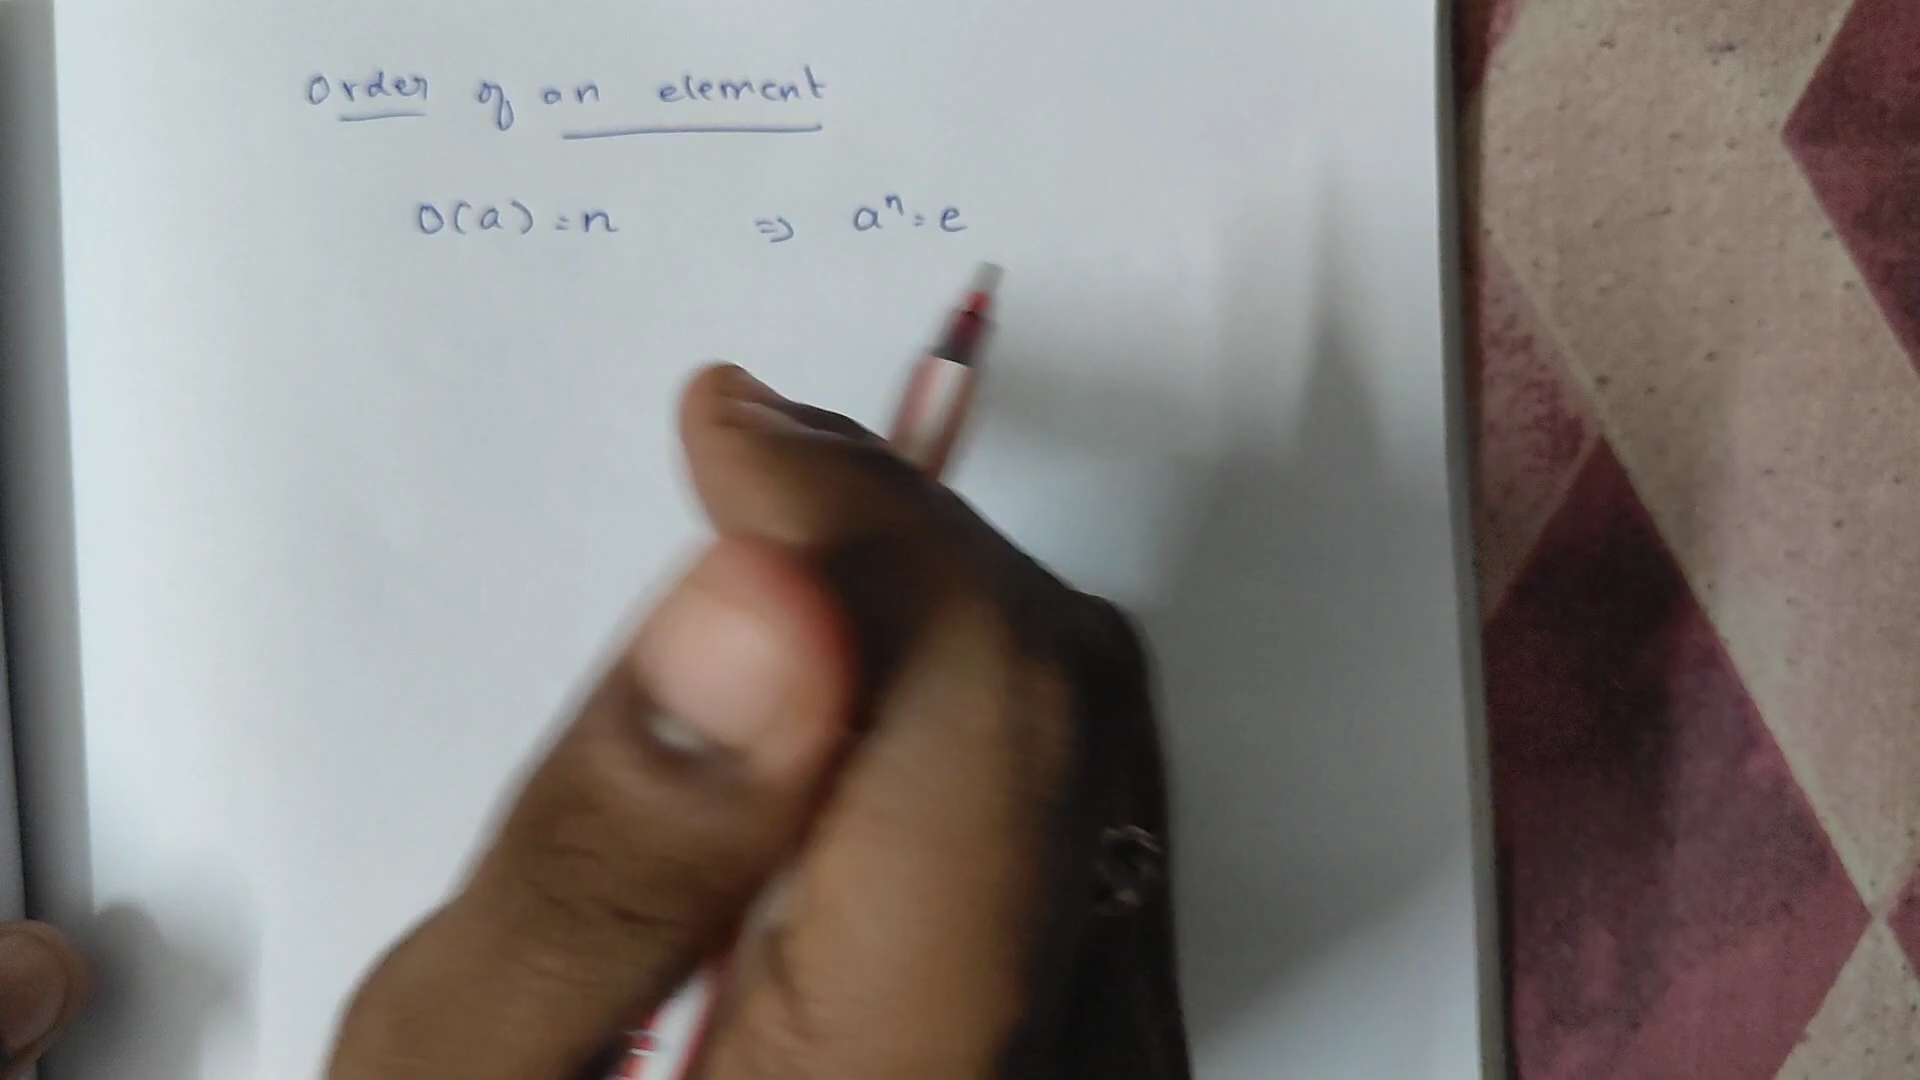 Order of an element
O(a) = n ⇒ aⁿ = e